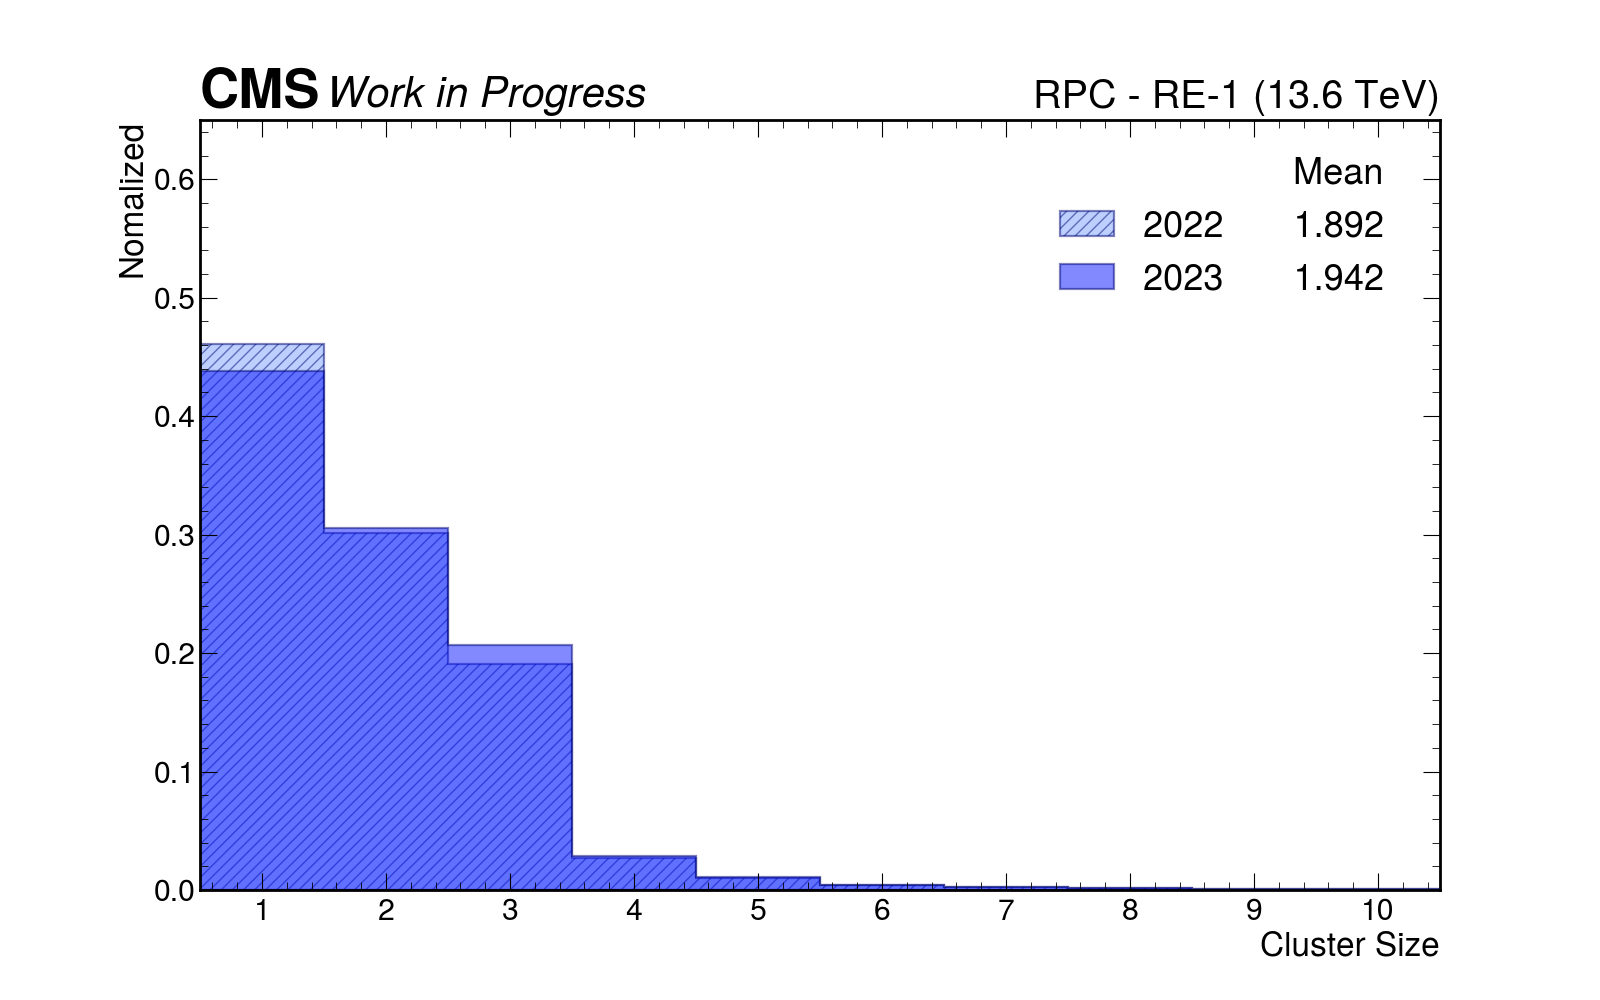 CMS Work in Progress
RPC - RE-1 (13.6 TeV)
Nomalized
0.6
0.5
0.4
0.3
0.2
0.1
0.0
Mean
2022 1.892
2023 1.942
1 2 3 4 5 6 7 8 9 10
Cluster Size